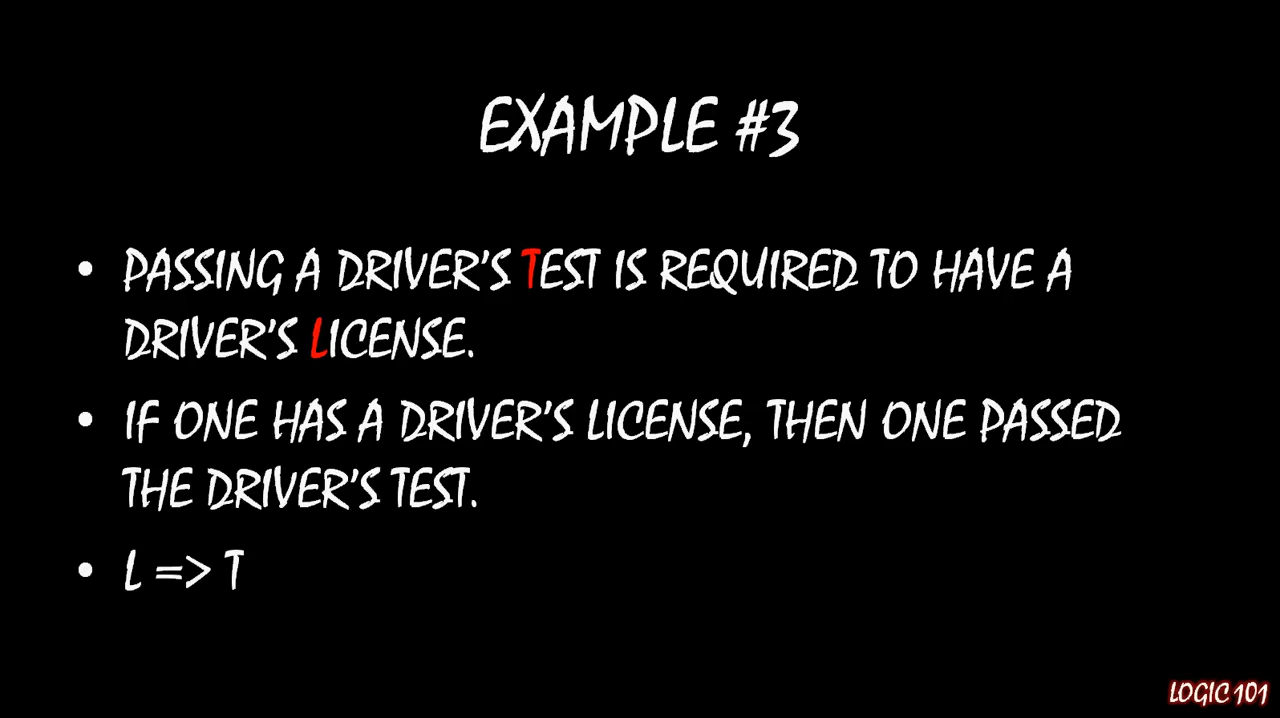 EXAMPLE #3
• PASSING A DRIVER'S TEST IS REQUIRED TO HAVE A
DRIVER'S LICENSE.
• IF ONE HAS A DRIVER'S LICENSE, THEN ONE PASSED
THE DRIVER'S TEST.
• L => T
LOGIC 101